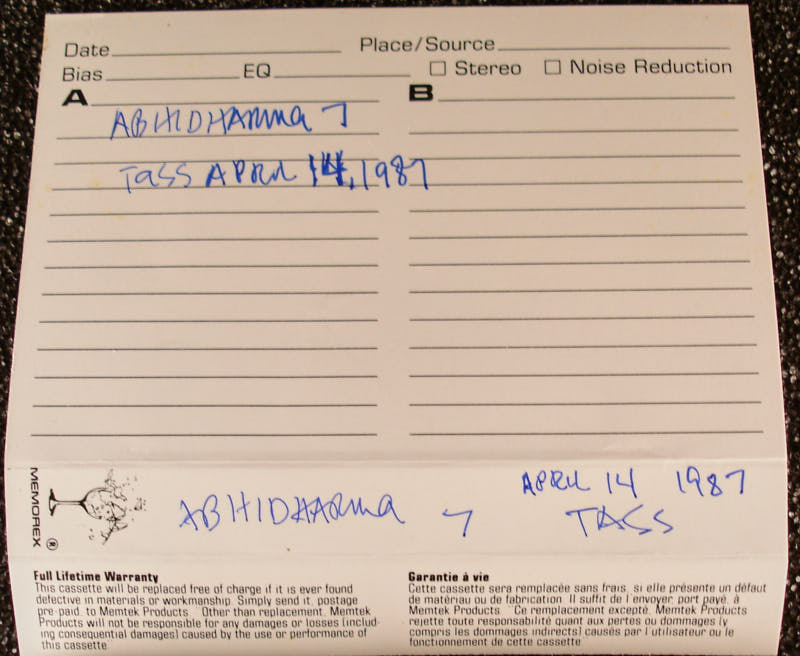 Date Place/Source
Bias EQ Stereo Noise Reduction
A B
ABHIDHARMA 7
TASS APRIL 14, 1987
MEMOREX ®
APRIL 14 1987
ABHIDHARMA 7 TASS
Full Lifetime Warranty
This cassette will be replaced free of charge if it is ever found
defective in materials or workmanship. Simply send it, postage
pre-paid, to Memtek Products. Other than replacement, Memtek
Products will not be responsible for any damages or losses (includ-
ing consequential damages) caused by the use or performance of
this cassette.
Garantie à vie
Cette cassette sera remplacée sans frais, si elle présente un défaut
de matériau ou de fabrication. Il suffit de l'envoyer port payé, à
Memtek Products. Ce remplacement excepté, Memtek Products
rejette toute responsabilité quant aux pertes ou dommages (y
compris les dommages indirects) causés par l'utilisateur ou le
fonctionnement de cette cassette.